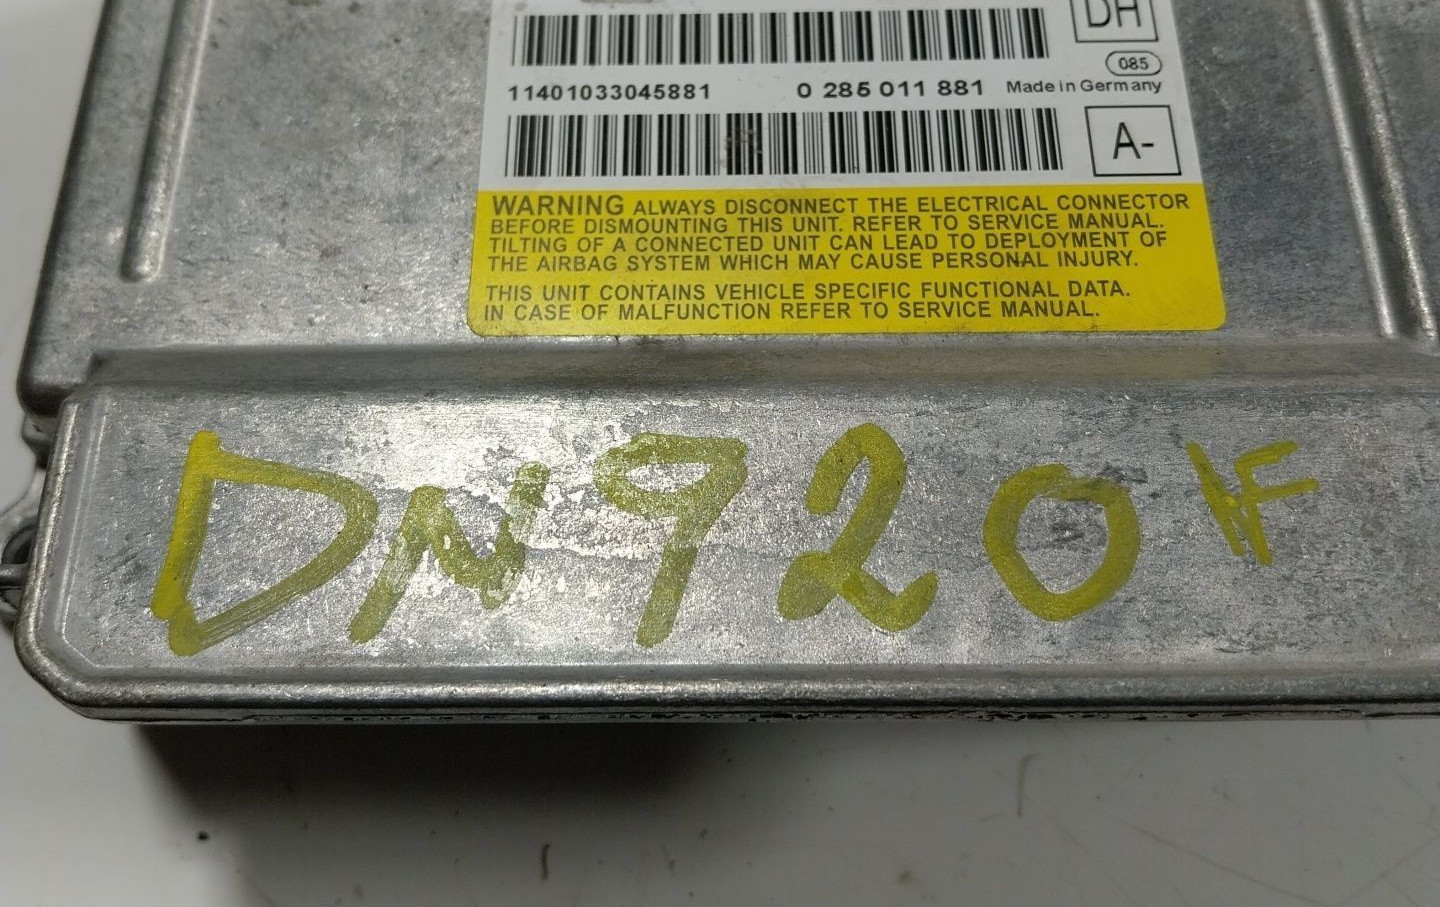 DH
085
11401033045881 0 285 011 881 Made in Germany
A-
WARNING ALWAYS DISCONNECT THE ELECTRICAL CONNECTOR
BEFORE DISMOUNTING THIS UNIT. REFER TO SERVICE MANUAL.
TILTING OF A CONNECTED UNIT CAN LEAD TO DEPLOYMENT OF
THE AIRBAG SYSTEM WHICH MAY CAUSE PERSONAL INJURY.
THIS UNIT CONTAINS VEHICLE SPECIFIC FUNCTIONAL DATA.
IN CASE OF MALFUNCTION REFER TO SERVICE MANUAL.
DN920